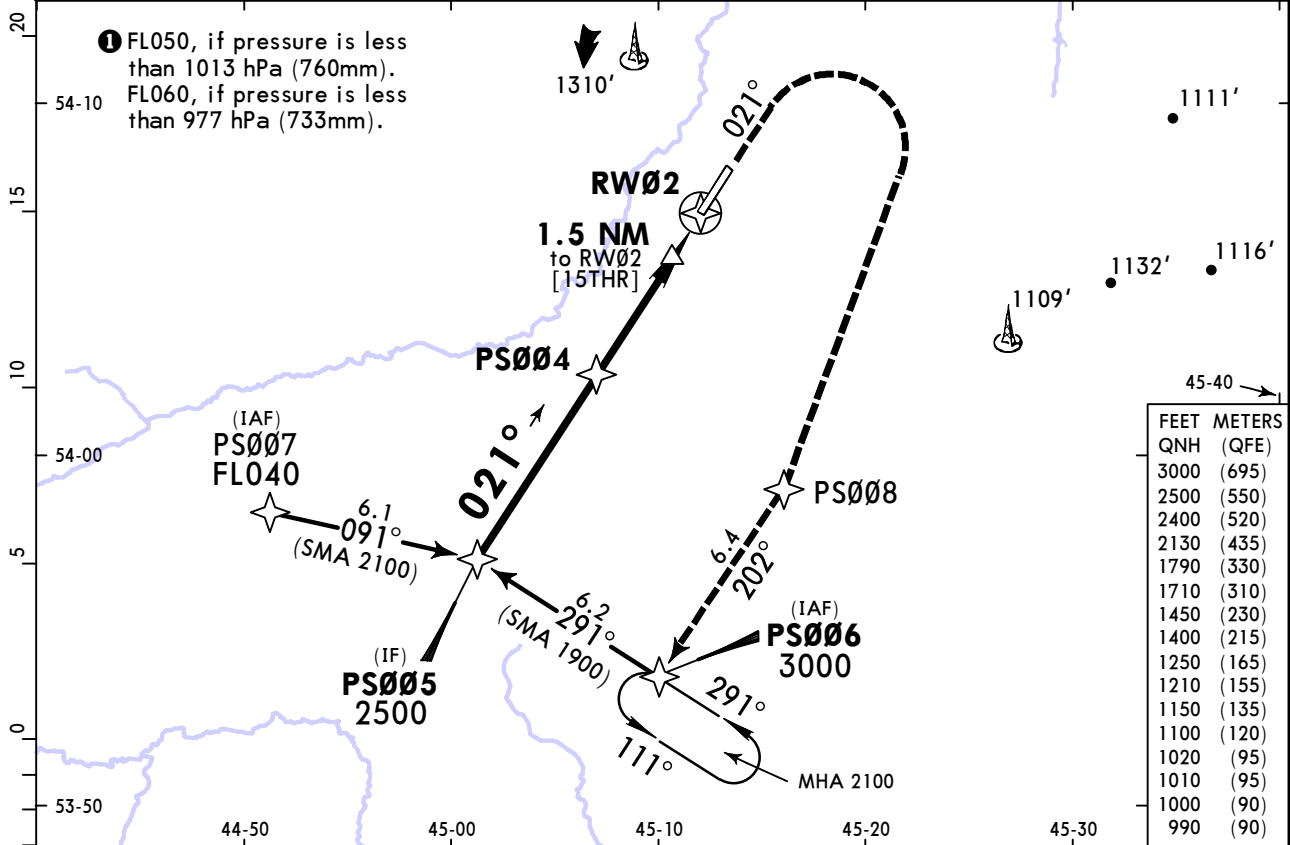 ❶ FL050, if pressure is less
than 1013 hPa (760mm).
FL060, if pressure is less
than 977 hPa (733mm).
20
15
10
5
0
54-10
54-00
53-50
1310'
021°
1111'
RWØ2
1.5 NM
to RWØ2
[15THR]
1132'
1116'
1109'
PSØØ4
45-40
(IAF)
PSØØ7
FL040
021°
PSØØ8
6.1
091°
(SMA 2100)
6.4
202°
6.2
291°
(SMA 1900)
(IAF)
PSØØ6
3000
(IF)
PSØØ5
2500
291°
111°
MHA 2100
44-50
45-00
45-10
45-20
45-30
FEET METERS
QNH (QFE)
3000 (695)
2500 (550)
2400 (520)
2130 (435)
1790 (330)
1710 (310)
1450 (230)
1400 (215)
1250 (165)
1210 (155)
1150 (135)
1100 (120)
1020 (95)
1010 (95)
1000 (90)
990 (90)